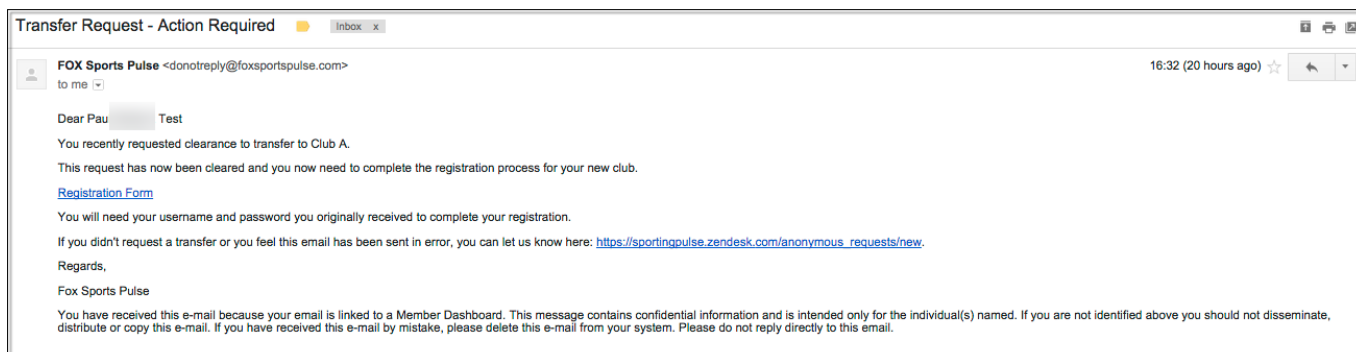 Transfer Request - Action Required Inbox x
FOX Sports Pulse <donotreply@foxsportspulse.com> 16:32 (20 hours ago)
to me
Dear Pau Test
You recently requested clearance to transfer to Club A.
This request has now been cleared and you now need to complete the registration process for your new club.
Registration Form
You will need your username and password you originally received to complete your registration.
If you didn't request a transfer or you feel this email has been sent in error, you can let us know here: https://sportingpulse.zendesk.com/anonymous_requests/new.
Regards,
Fox Sports Pulse
You have received this e-mail because your email is linked to a Member Dashboard. This message contains confidential information and is intended only for the individual(s) named. If you are not identified above you should not disseminate,
distribute or copy this e-mail. If you have received this e-mail by mistake, please delete this e-mail from your system. Please do not reply directly to this email.